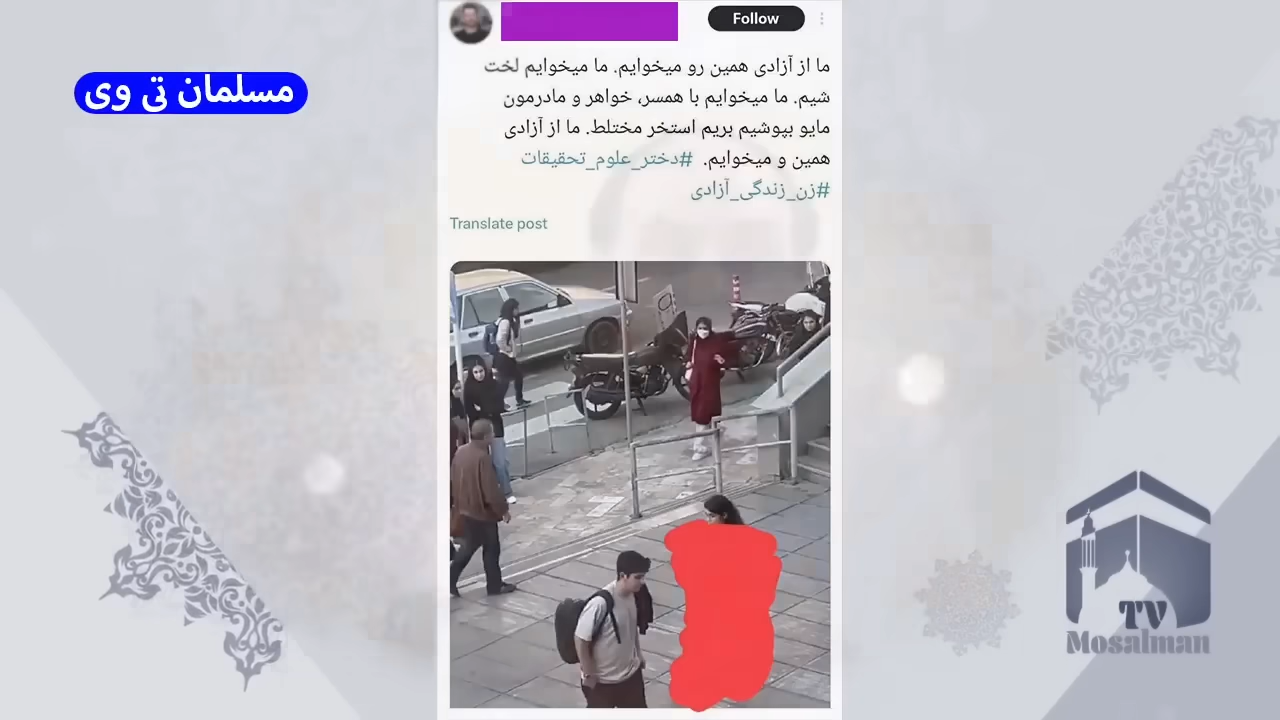 Follow
مسلمان تی وی
ما از آزادی همین رو میخوایم. ما میخوایم لخت
شیم. ما میخوایم با همسر، خواهر و مادرمون
مایو بپوشیم بریم استخر مختلط. ما از آزادی
همین و میخوایم. #دختر_علوم_تحقیقات
#زن_زندگی_آزادی
Translate post
TV
Mosalman